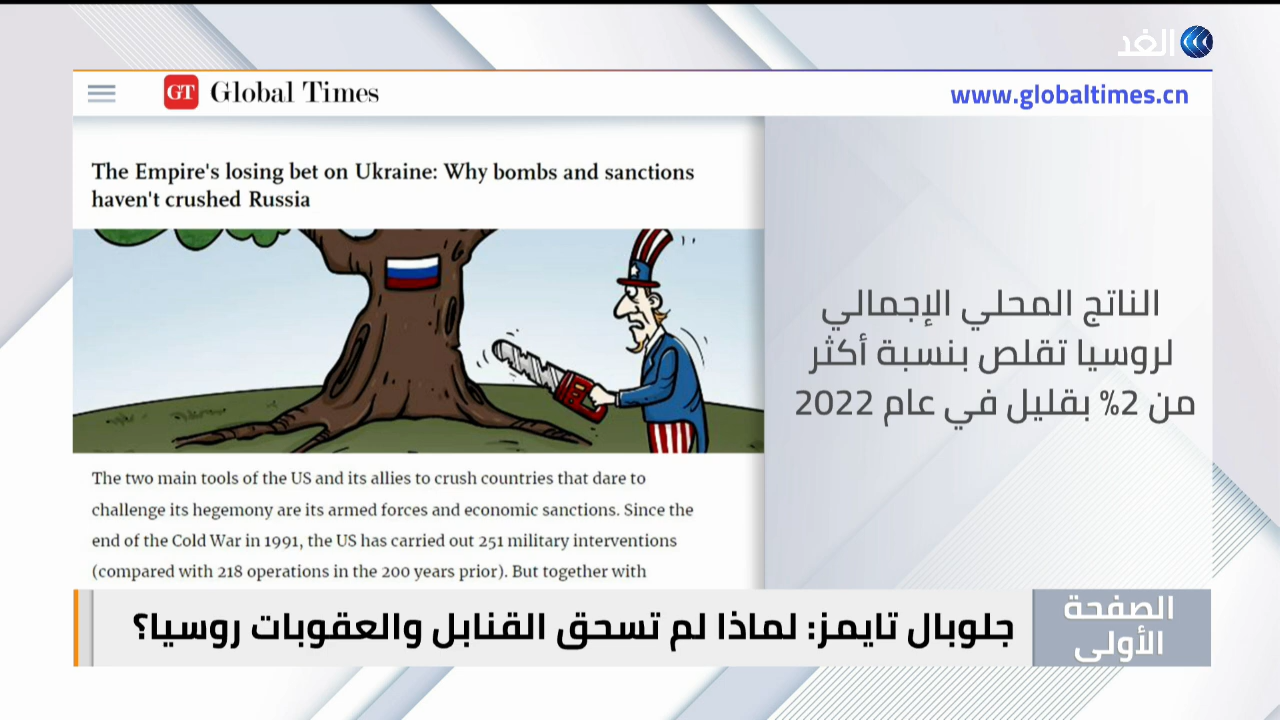 الغد
GT Global Times
www.globaltimes.cn
The Empire's losing bet on Ukraine: Why bombs and sanctions
haven't crushed Russia
الناتج المحلي الإجمالي
لروسيا تقلص بنسبة أكثر
من 2% بقليل في عام 2022
The two main tools of the US and its allies to crush countries that dare to
challenge its hegemony are its armed forces and economic sanctions. Since the
end of the Cold War in 1991, the US has carried out 251 military interventions
(compared with 218 operations in the 200 years prior). But together with
الصفحة
الأولى
جلوبال تايمز: لماذا لم تسحق القنابل والعقوبات روسيا؟